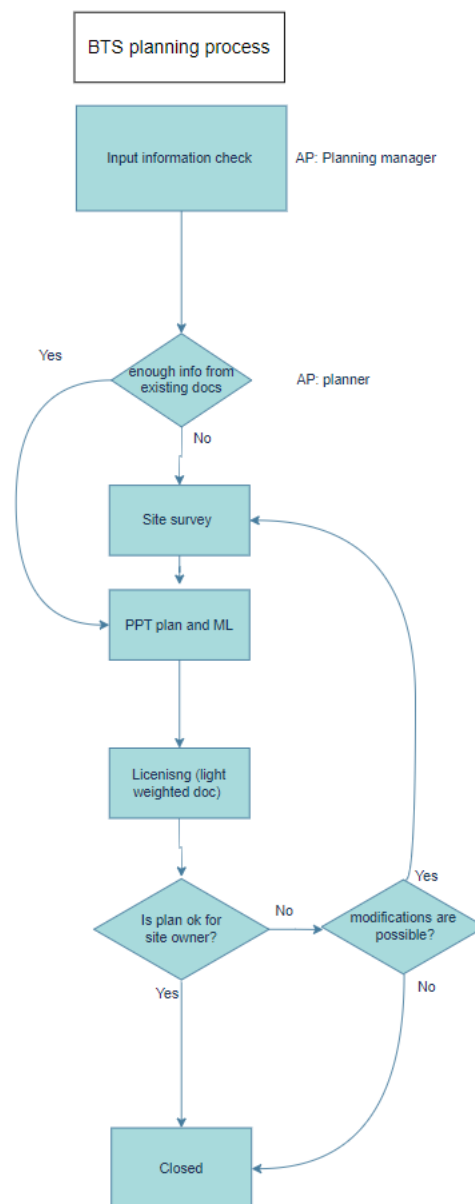 BTS planning process
Input information check
AP: Planning manager
Yes
enough info from
existing docs
AP: planner
No
Site survey
PPT plan and ML
Licenisng (light
weighted doc)
Yes
Is plan ok for
site owner?
No
modifications are
possible?
Yes
No
Closed